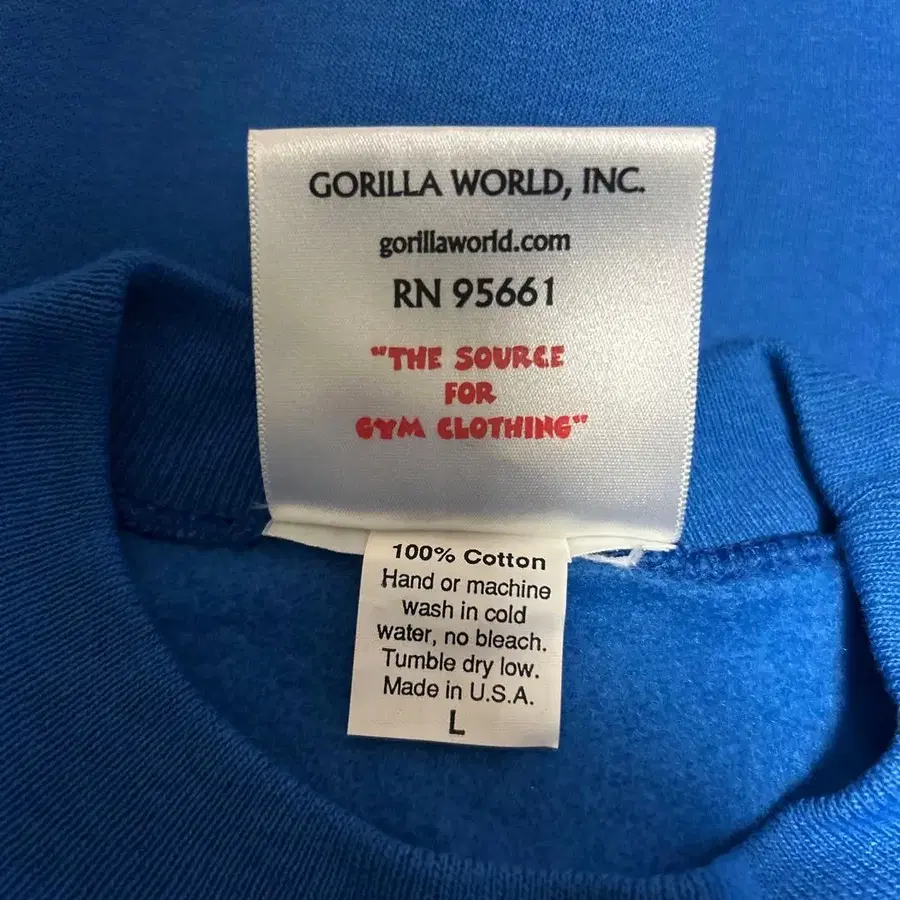 GORILLA WORLD, INC.
gorillaworld.com
RN 95661
"THE SOURCE
FOR
GYM CLOTHING"
100% Cotton
Hand or machine
wash in cold
water, no bleach.
Tumble dry low.
Made in U.S.A.
L